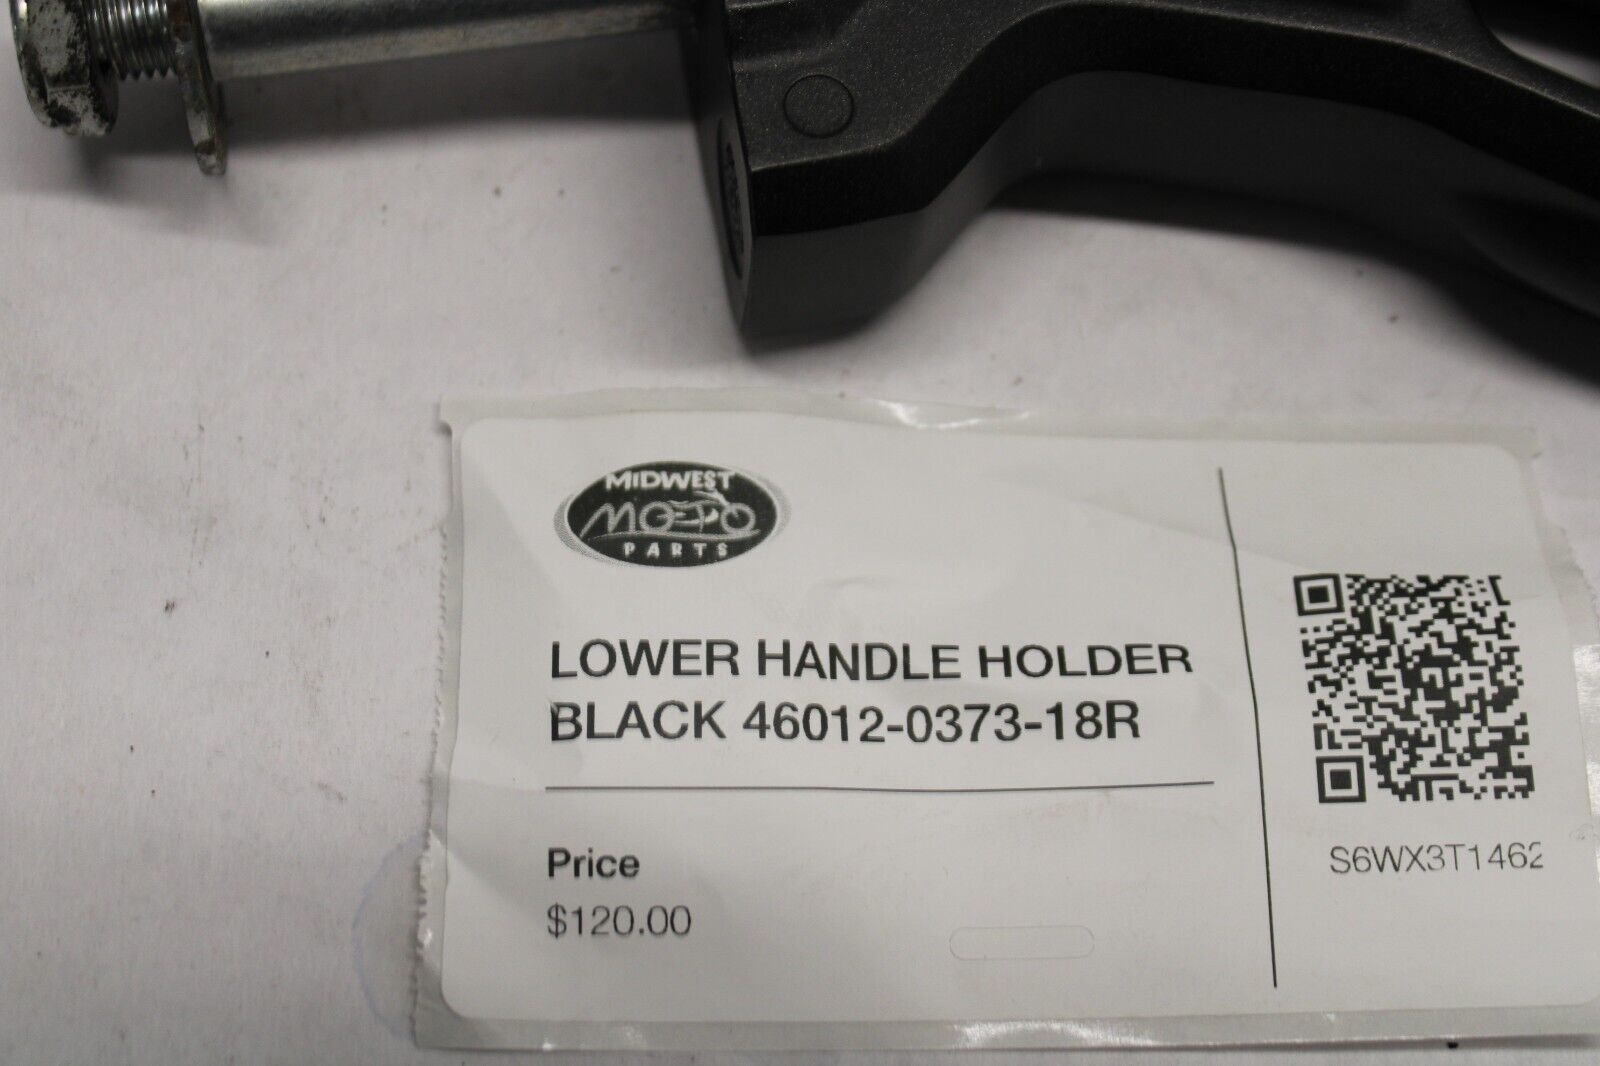 MIDWEST
MOTO
PARTS
LOWER HANDLE HOLDER
BLACK 46012-0373-18R
Price
$120.00
S6WX3T1462